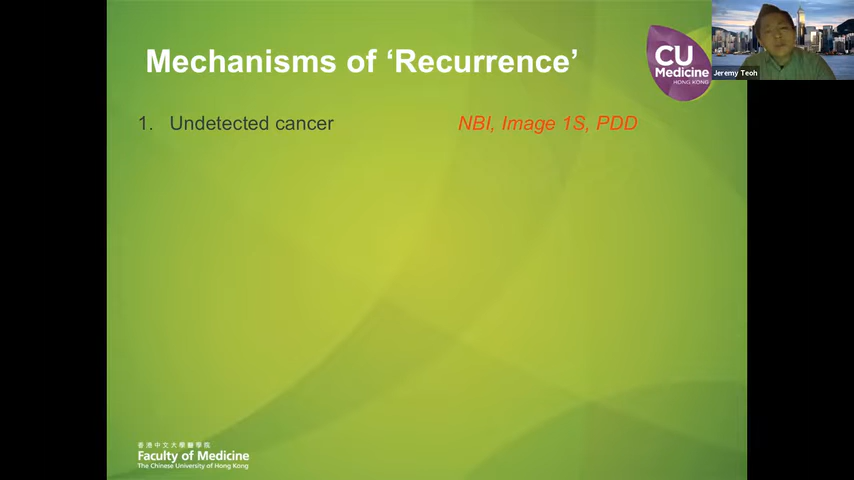 Mechanisms of ‘Recurrence’
CU
Medicine
HONG KONG
Jeremy Teoh
1. Undetected cancer NBI, Image 1S, PDD
香港中文大學醫學院
Faculty of Medicine
The Chinese University of Hong Kong